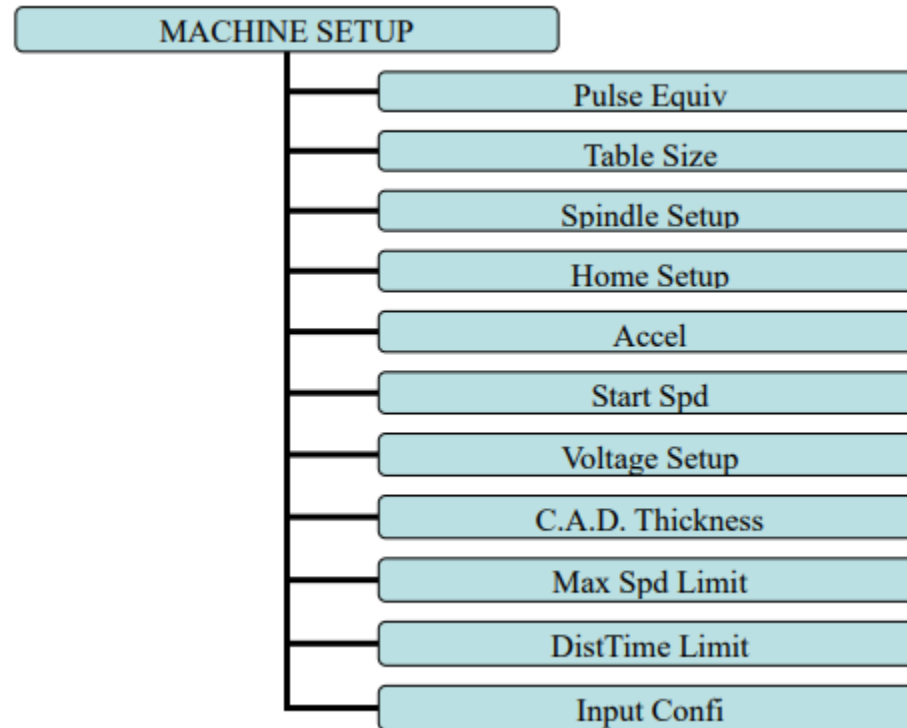 MACHINE SETUP
Pulse Equiv
Table Size
Spindle Setup
Home Setup
Accel
Start Spd
Voltage Setup
C.A.D. Thickness
Max Spd Limit
DistTime Limit
Input Confi